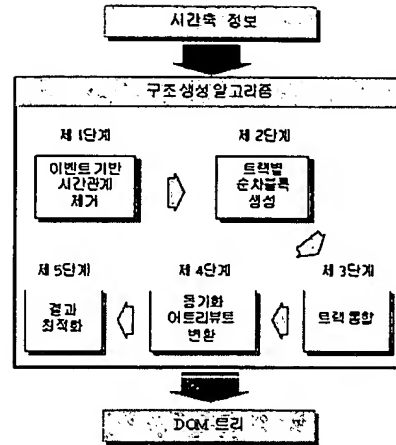 시간축 정보
구조 생성 알고리즘
제 1단계
이벤트 기반
시간관계
제거
제 2단계
트랙별
순차블록
생성
제 3단계
트랙 통합
제 4단계
동기화
어트리뷰트
변환
제 5단계
결과
최적화
DOM 트리